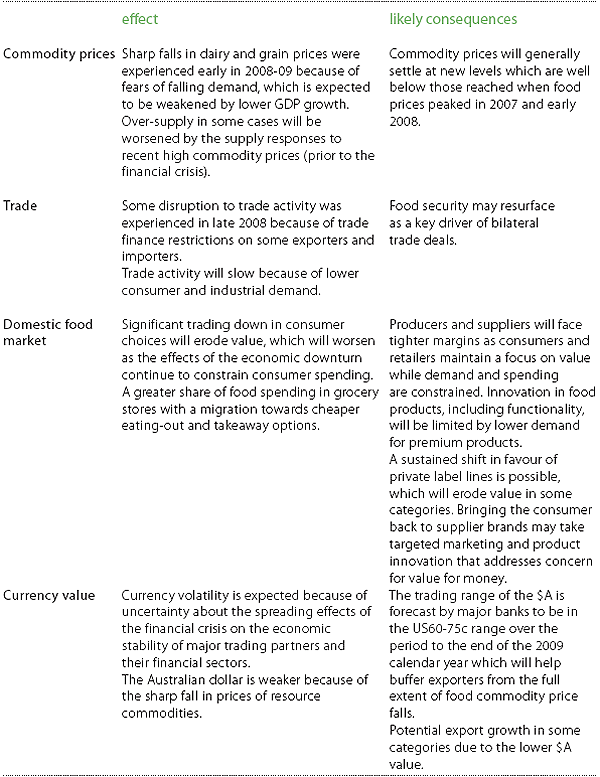 effect
likely consequences
Commodity prices
Sharp falls in dairy and grain prices were
experienced early in 2008-09 because of
fears of falling demand, which is expected
to be weakened by lower GDP growth.
Over-supply in some cases will be
worsened by the supply responses to
recent high commodity prices (prior to the
financial crisis).
Commodity prices will generally
settle at new levels which are well
below those reached when food
prices peaked in 2007 and early
2008.
Trade
Some disruption to trade activity was
experienced in late 2008 because of trade
finance restrictions on some exporters and
importers.
Trade activity will slow because of lower
consumer and industrial demand.
Food security may resurface
as a key driver of bilateral
trade deals.
Domestic food
market
Significant trading down in consumer
choices will erode value, which will worsen
as the effects of the economic downturn
continue to constrain consumer spending.
A greater share of food spending in grocery
stores with a migration towards cheaper
eating-out and takeaway options.
Producers and suppliers will face
tighter margins as consumers and
retailers maintain a focus on value
while demand and spending
are constrained. Innovation in food
products, including functionality,
will be limited by lower demand
for premium products.
A sustained shift in favour of
private label lines is possible,
which will erode value in some
categories. Bringing the consumer
back to supplier brands may take
targeted marketing and product
innovation that addresses concern
for value for money.
Currency value
Currency volatility is expected because of
uncertainty about the spreading effects of
the financial crisis on the economic
stability of major trading partners and
their financial sectors.
The Australian dollar is weaker because of
the sharp fall in prices of resource
commodities.
The trading range of the $A is
forecast by major banks to be in
the US60-75c range over the
period to the end of the 2009
calendar year which will help
buffer exporters from the full
extent of food commodity price
falls.
Potential export growth in some
categories due to the lower $A
value.